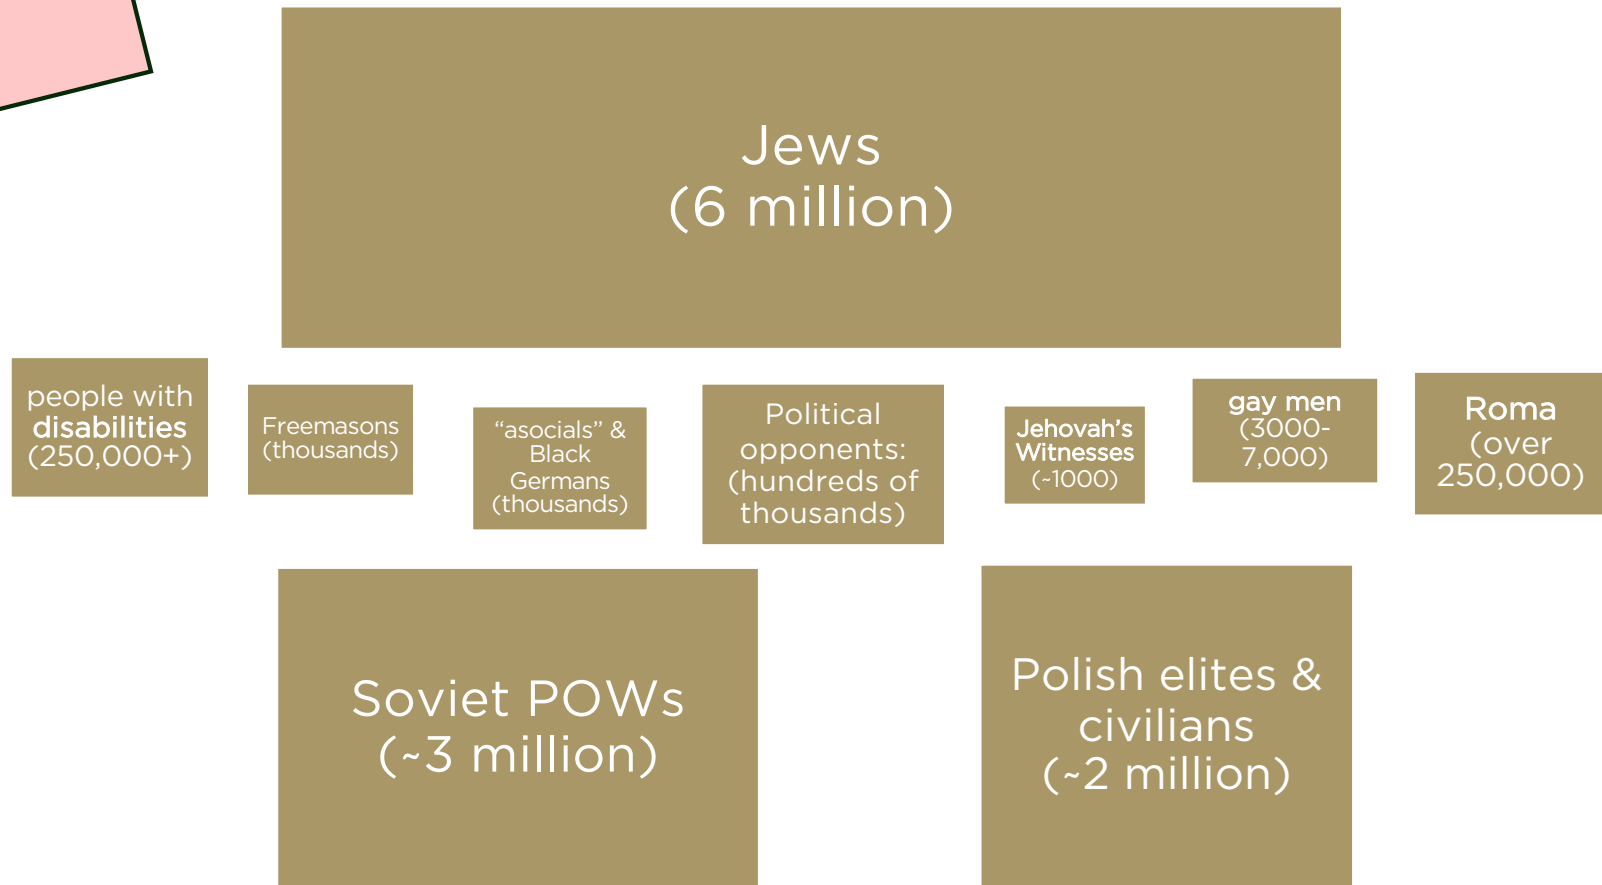 Jews
(6 million)
people with
disabilities
(250,000+)
Freemasons
(thousands)
“asocials” &
Black
Germans
(thousands)
Political
opponents:
(hundreds of
thousands)
Jehovah’s
Witnesses
(~1000)
gay men
(3000-
7,000)
Roma
(over
250,000)
Soviet POWs
(~3 million)
Polish elites &
civilians
(~2 million)